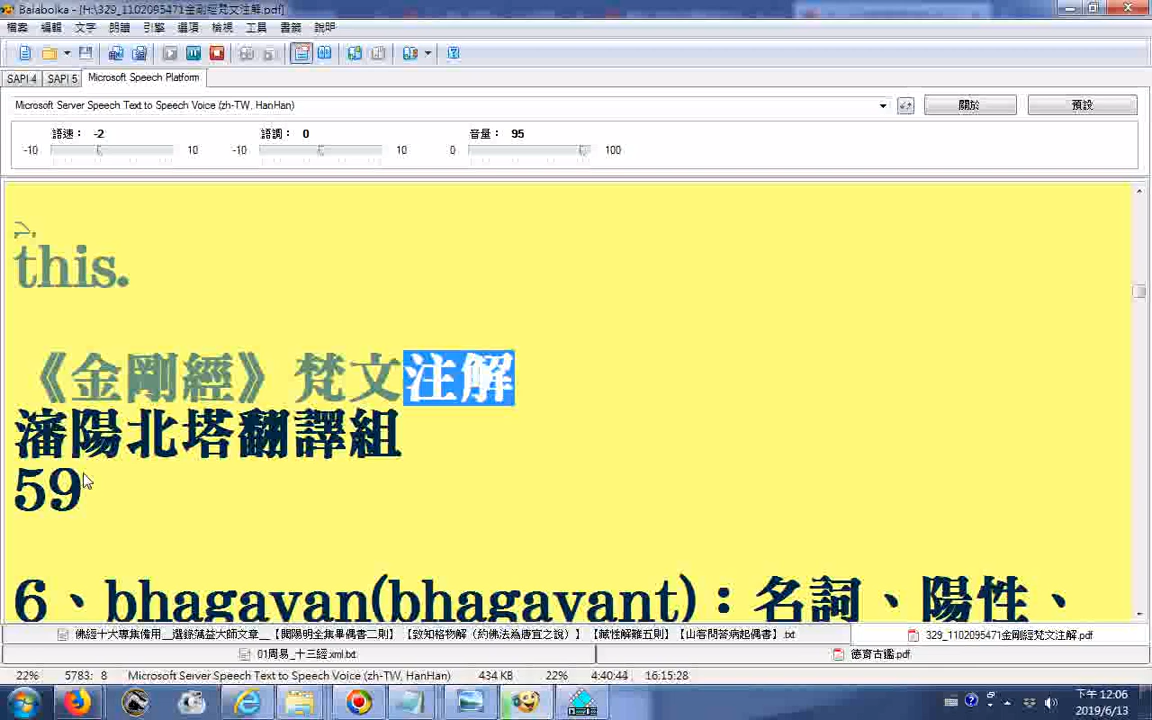 Balabolka - [H:\329_1102095471金剛經梵文注解.pdf]
檔案 編輯 文字 朗讀 引擎 選項 檢視 工具 書籤 說明
SAPI 4 SAPI 5 Microsoft Speech Platform
Microsoft Server Speech Text to Speech Voice (zh-TW, HanHan) 關於 預設
語速： -2 語調： 0 音量： 95
-10 10 -10 10 0 100
this.
《金剛經》梵文注解
瀋陽北塔翻譯組
59
6、bhagavan(bhagavant)：名詞、陽性、
佛經十大專集備用__選錄蕅益大師文章__【閱陽明全集畢偶書二則】【致知格物解（約佛法為唐宜之說）】【緘性解難五則】【山客問答病起偶書】.txt 329_1102095471金剛經梵文注解.pdf
01周易_十三經.xml.txt 德育古鑑.pdf
22% 5783: 8 Microsoft Server Speech Text to Speech Voice (zh-TW, HanHan) 434 KB 22% 4:40:44 16:15:28
下午 12:06
2019/6/13